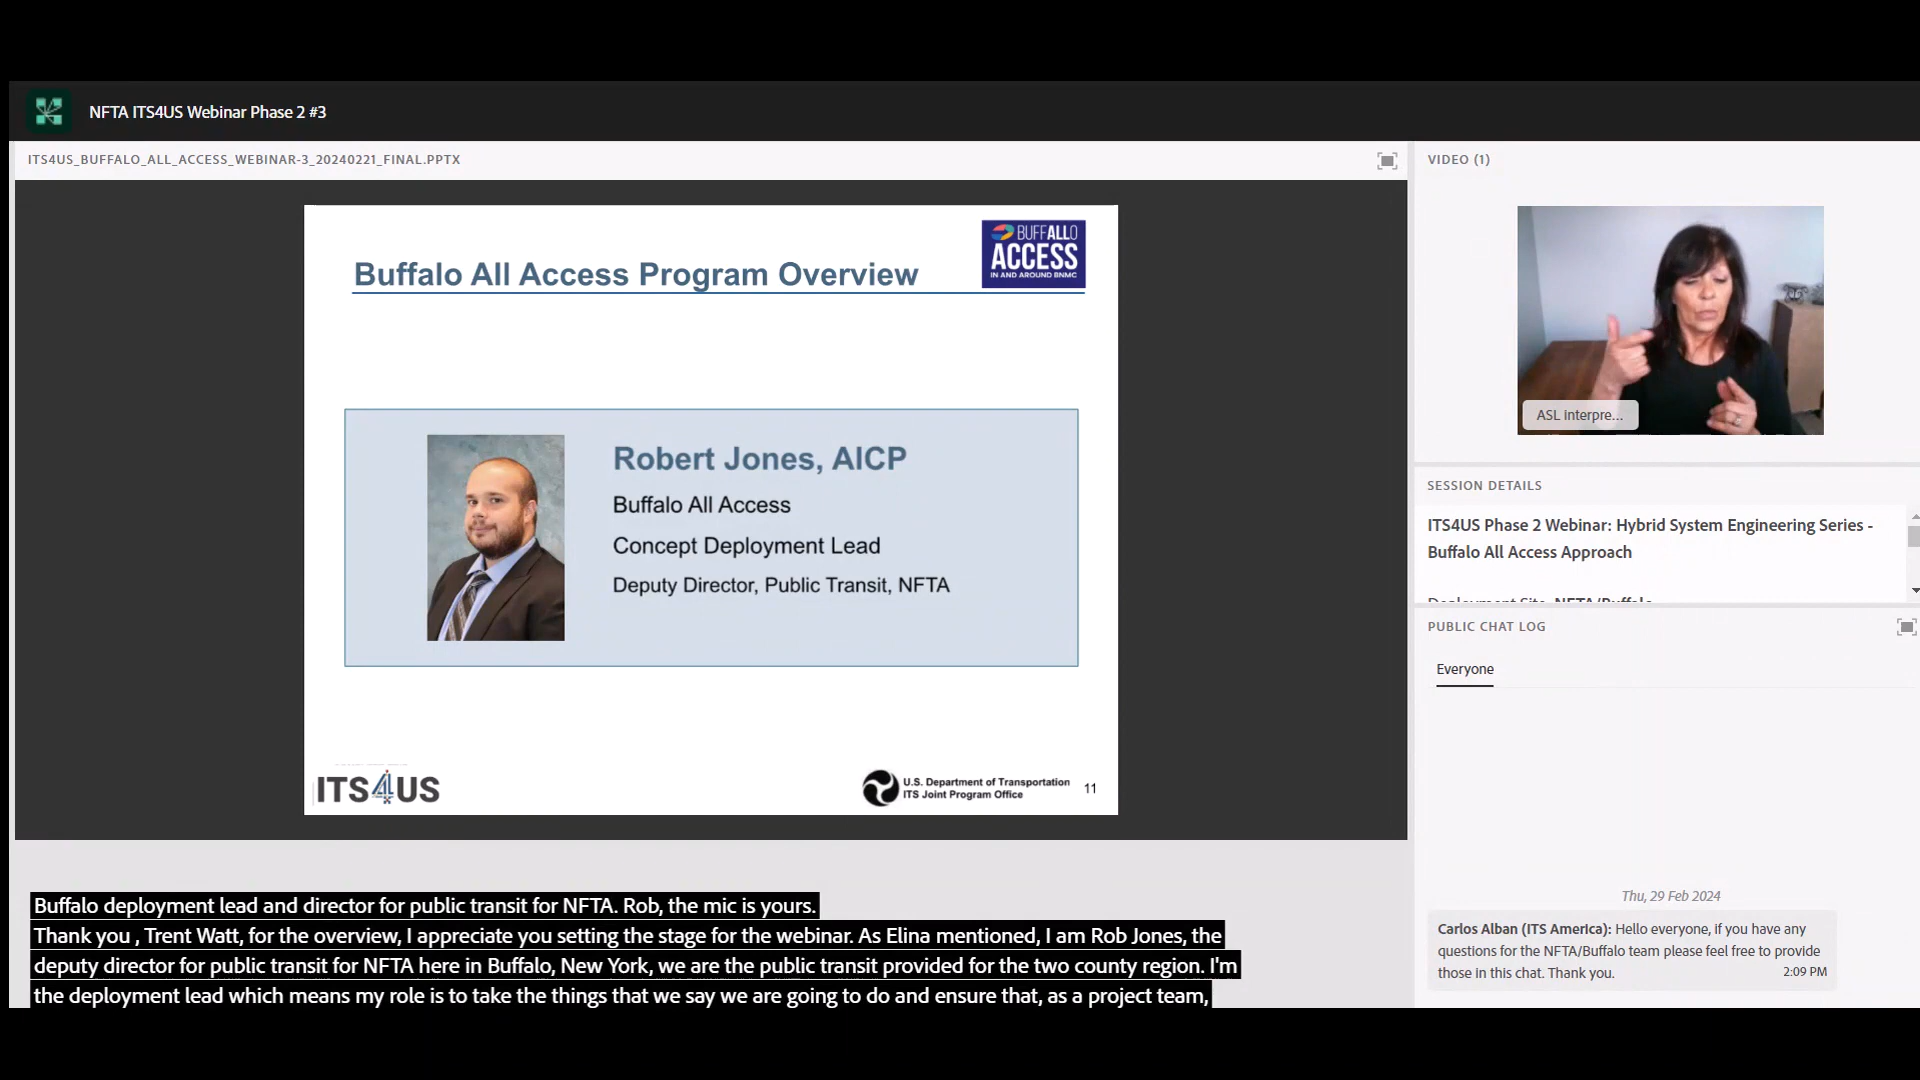 NFTA ITS4US Webinar Phase 2 #3
ITS4US_BUFFALO_ALL_ACCESS_WEBINAR-3_20240221_FINAL.PPTX
Buffalo All Access Program Overview
BUFFALLO
ACCESS
IN AND AROUND BNMC
Robert Jones, AICP
Buffalo All Access
Concept Deployment Lead
Deputy Director, Public Transit, NFTA
ITS4US
U.S. Department of Transportation
ITS Joint Program Office
11
Buffalo deployment lead and director for public transit for NFTA. Rob, the mic is yours.
Thank you , Trent Watt, for the overview, I appreciate you setting the stage for the webinar. As Elina mentioned, I am Rob Jones, the
deputy director for public transit for NFTA here in Buffalo, New York, we are the public transit provided for the two county region. I'm
the deployment lead which means my role is to take the things that we say we are going to do and ensure that, as a project team,
VIDEO (1)
ASL interpre...
SESSION DETAILS
ITS4US Phase 2 Webinar: Hybrid System Engineering Series -
Buffalo All Access Approach
Deployment Site: NFTA/Buffalo
PUBLIC CHAT LOG
Everyone
Thu, 29 Feb 2024
Carlos Alban (ITS America): Hello everyone, if you have any
questions for the NFTA/Buffalo team please feel free to provide
those in this chat. Thank you.
2:09 PM